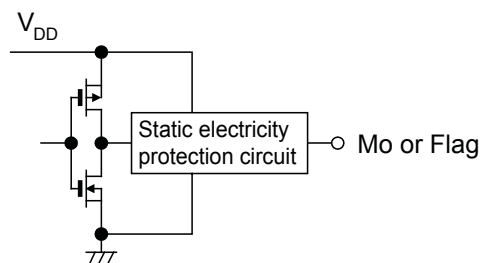 VDD
Static electricity
protection circuit
Mo or Flag